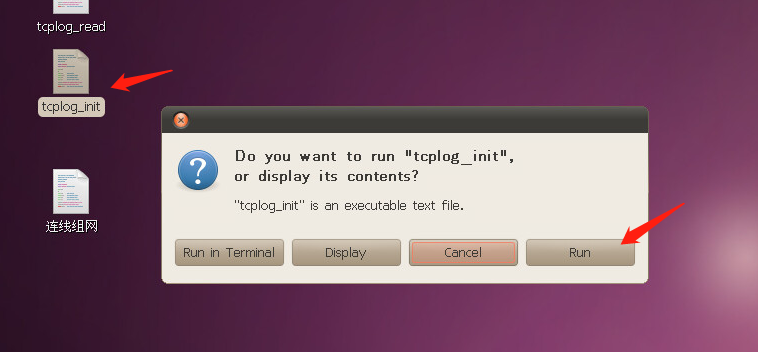 tcplog_read
tcplog_init
Do you want to run "tcplog_init",
or display its contents?
"tcplog_init" is an executable text file.
Run in Terminal
Display
Cancel
Run
连线组网